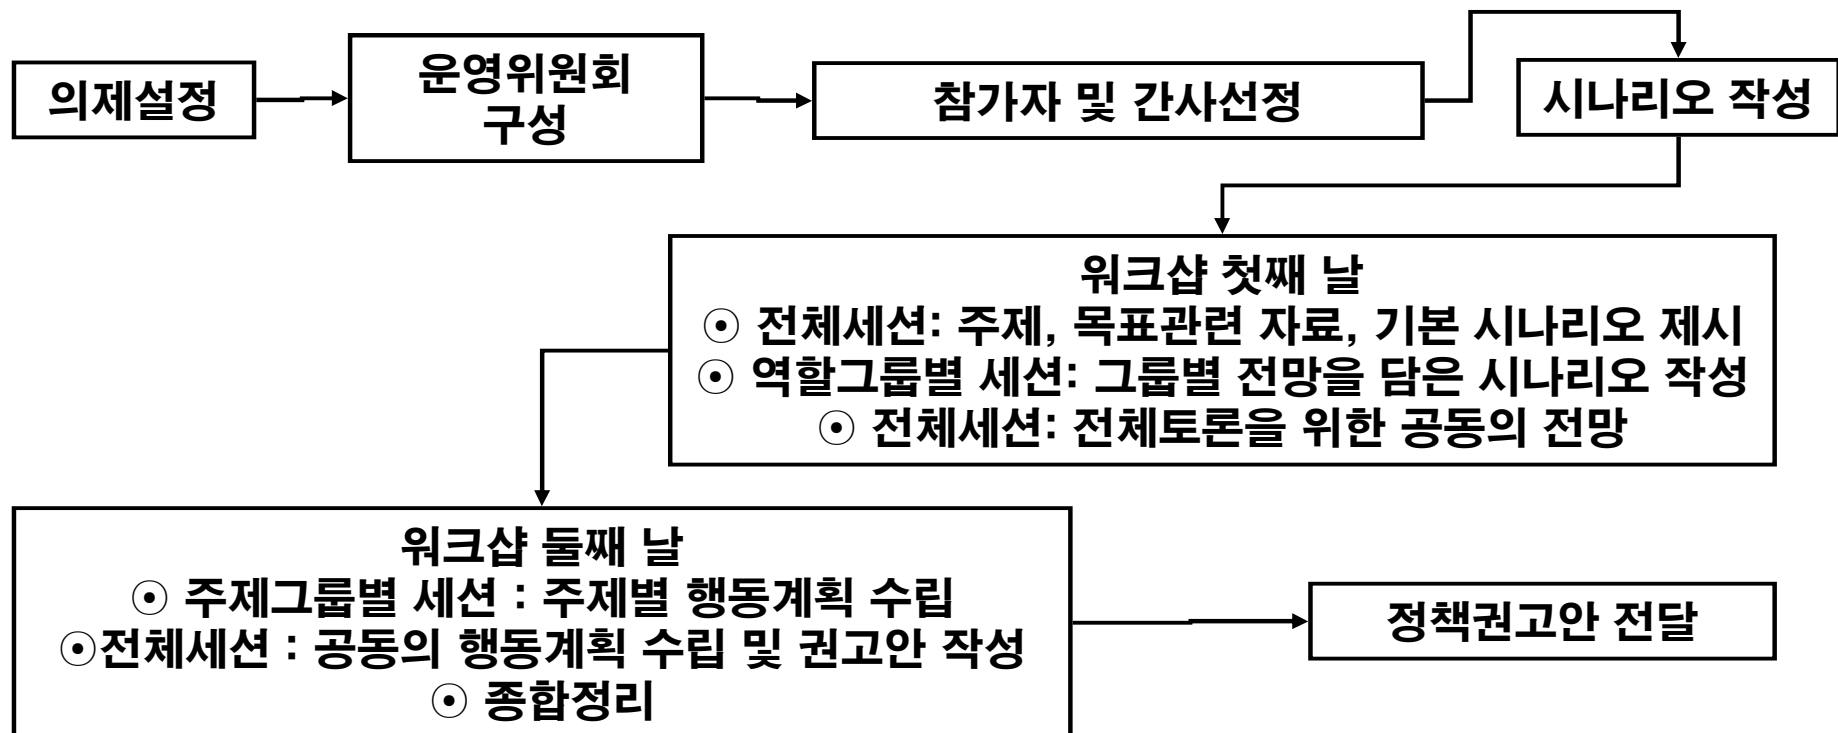 의제설정
운영위원회
구성
참가자 및 간사선정
시나리오 작성
워크샵 첫째 날
⊙ 전체세션: 주제, 목표관련 자료, 기본 시나리오 제시
⊙ 역할그룹별 세션: 그룹별 전망을 담은 시나리오 작성
⊙ 전체세션: 전체토론을 위한 공동의 전망
워크샵 둘째 날
⊙ 주제그룹별 세션 : 주제별 행동계획 수립
⊙전체세션 : 공동의 행동계획 수립 및 권고안 작성
⊙ 종합정리
정책권고안 전달